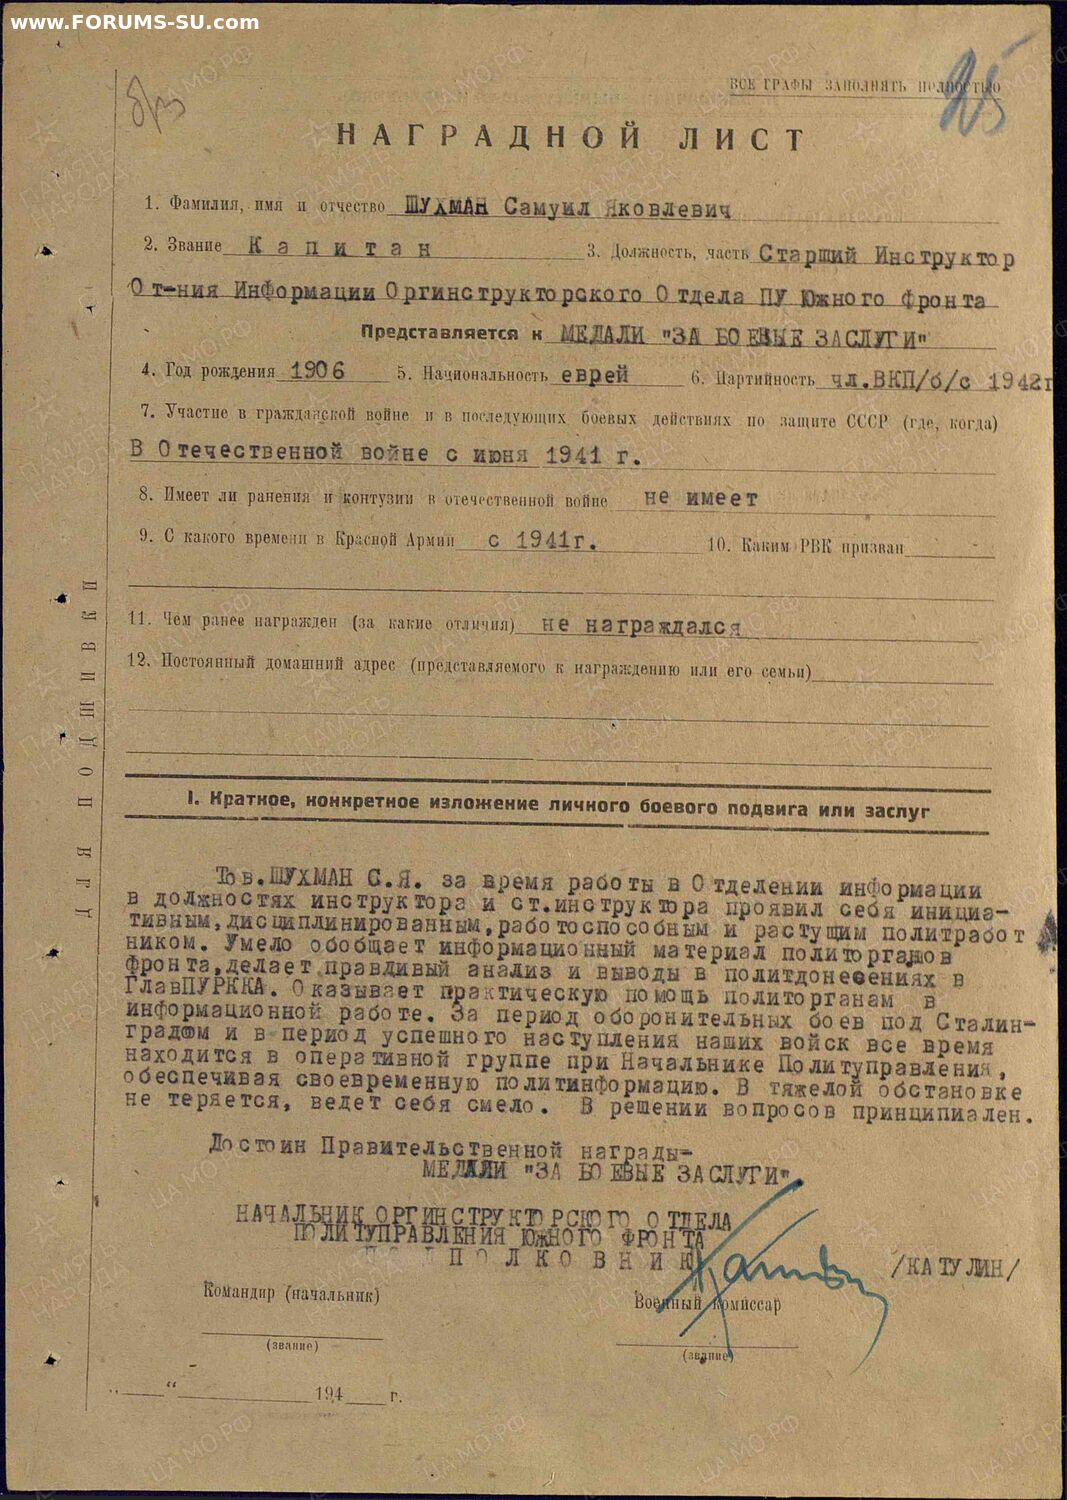 www.FORUMS-SU.com
ВСЕ ГРАФЫ ЗАПОЛНЯТЬ ПОЛНОСТЬЮ
25
НАГРАДНОЙ ЛИСТ
1. Фамилия, имя и отчество ШУХМАН Самуил Яковлевич
2. Звание Капитан 3. Должность, часть Старший Инструктор
От-ния Информации Оргинструкторского Отдела ПУ Южного Фронта
Представляется к МЕДАЛИ "ЗА БОЕВЫЕ ЗАСЛУГИ"
4. Год рождения 1906 5. Национальность еврей 6. Партийность чл.ВКП/б/с 1942г
7. Участие в гражданской войне и в последующих боевых действиях по защите СССР (где, когда)
В Отечественной войне с июня 1941 г.
8. Имеет ли ранения и контузии в отечественной войне не имеет
9. С какого времени в Красной Армии с 1941г. 10. Каким РВК призван -
11. Чем ранее награжден (за какие отличия) не награждался
12. Постоянный домашний адрес (представляемого к награждению или его семьи)
ДЛЯ ПОДШИВКИ
I. Краткое, конкретное изложение личного боевого подвига или заслуг
Тов.ШУХМАН С.Я. за время работы в Отделении информации
в должностях инструктора и ст.инструктора проявил себя инициа-
тивным,дисциплинированным,работоспособным и растущим политработ
ником. Умело обобщает информационный материал политорганов
фронта,делает правдивый анализ и выводы в политдонесениях в
ГлавПУРККА. Оказывает практическую помощь политорганам в
информационной работе. За период оборонительных боев под Сталин-
градом и в период успешного наступления наших войск все время
находится в оперативной группе при Начальнике Политуправления,
обеспечивая своевременную политинформацию. В тяжелой обстановке
не теряется, ведет себя смело. В решении вопросов принципиален.
Достоин Правительственной награды-
МЕДАЛИ "ЗА БОЕВЫЕ ЗАСЛУГИ".
НАЧАЛЬНИК ОРГИНСТРУКТОРСКОГО ОТДЕЛА
ПОЛИТУПРАВЛЕНИЯ ЮЖНОГО ФРОНТА
ПОДПОЛКОВНИК /КАТУЛИН/
Командир (начальник) Военный комиссар
(звание) (звание)
„ “ 194 г.
ПАМЯТЬ НАРОДА
ЦАМО.РФ